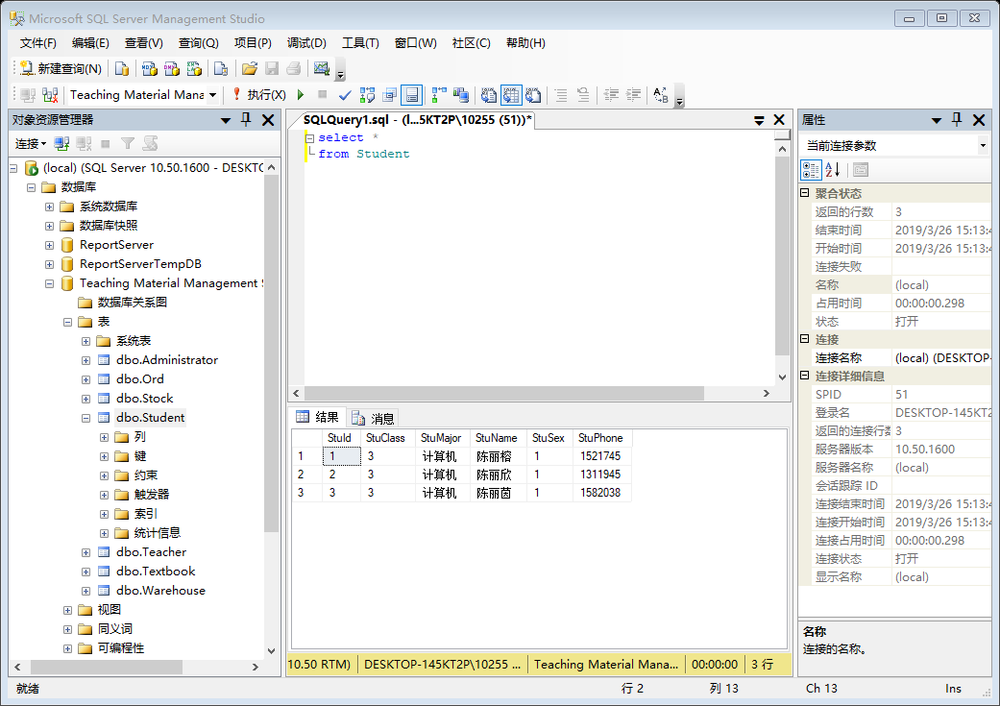 Microsoft SQL Server Management Studio
文件(F) 编辑(E) 查看(V) 查询(Q) 项目(P) 调试(D) 工具(T) 窗口(W) 社区(C) 帮助(H)
新建查询(N)
Teaching Material Mana 执行(X)
对象资源管理器
连接
(local) (SQL Server 10.50.1600 - DESKTC
数据库
系统数据库
数据库快照
ReportServer
ReportServerTempDB
Teaching Material Management
数据库关系图
表
系统表
dbo.Administrator
dbo.Ord
dbo.Stock
dbo.Student
列
键
约束
触发器
索引
统计信息
dbo.Teacher
dbo.Textbook
dbo.Warehouse
视图
同义词
可编程性
SQLQuery1.sql - (l...5KT2P\10255 (51))*
select *
from Student
结果 消息
StuId StuClass StuMajor StuName StuSex StuPhone
1 1 3 计算机 陈丽榕 1 1521745
2 2 3 计算机 陈丽欣 1 1311945
3 3 3 计算机 陈丽茵 1 1582038
10.50 RTM) DESKTOP-145KT2P\10255 ... Teaching Material Mana... 00:00:00 3 行
属性
当前连接参数
聚合状态
返回的行数 3
结束时间 2019/3/26 15:13:4
开始时间 2019/3/26 15:13:4
连接失败
名称 (local)
占用时间 00:00:00.298
状态 打开
连接
连接名称 (local) (DESKTOP-
连接详细信息
SPID 51
登录名 DESKTOP-145KT2
返回的连接行数 3
服务器版本 10.50.1600
服务器名称 (local)
会话跟踪 ID
连接结束时间 2019/3/26 15:13:4
连接开始时间 2019/3/26 15:13:4
连接占用时间 00:00:00.298
连接状态 打开
显示名称 (local)
名称
连接的名称。
就绪 行 2 列 13 Ch 13 Ins